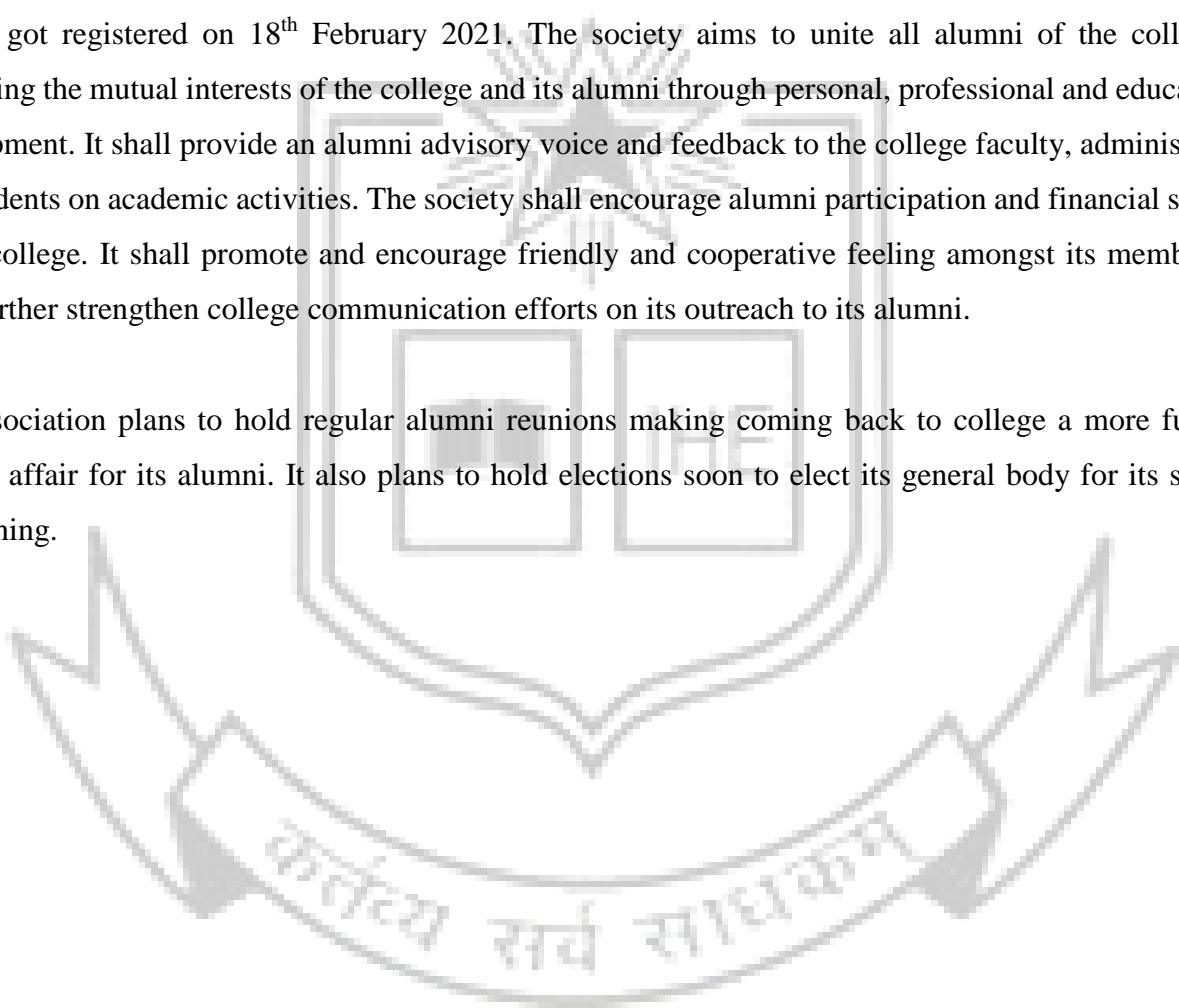 got registered on 18th February 2021. The society aims to unite all alumni of the coll
ing the mutual interests of the college and its alumni through personal, professional and educa
pment. It shall provide an alumni advisory voice and feedback to the college faculty, adminis
dents on academic activities. The society shall encourage alumni participation and financial s
college. It shall promote and encourage friendly and cooperative feeling amongst its memb
rther strengthen college communication efforts on its outreach to its alumni.
sociation plans to hold regular alumni reunions making coming back to college a more fu
affair for its alumni. It also plans to hold elections soon to elect its general body for its s
ning.
IHE
कर्तव्यं सर्व साधकम्